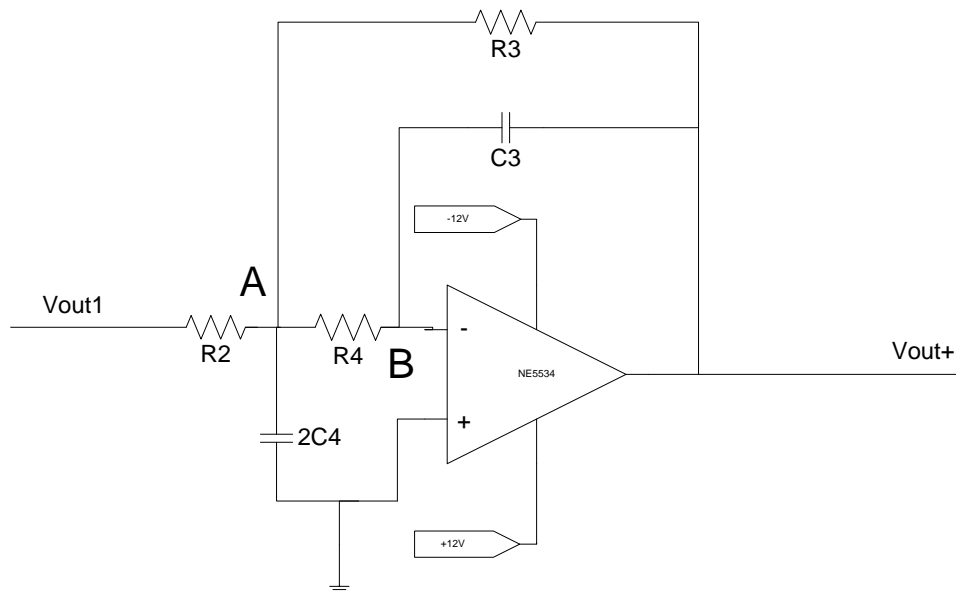 R3
C3
-12V
A
Vout1
R2
R4
B
-
NE5534
Vout+
+
2C4
+12V